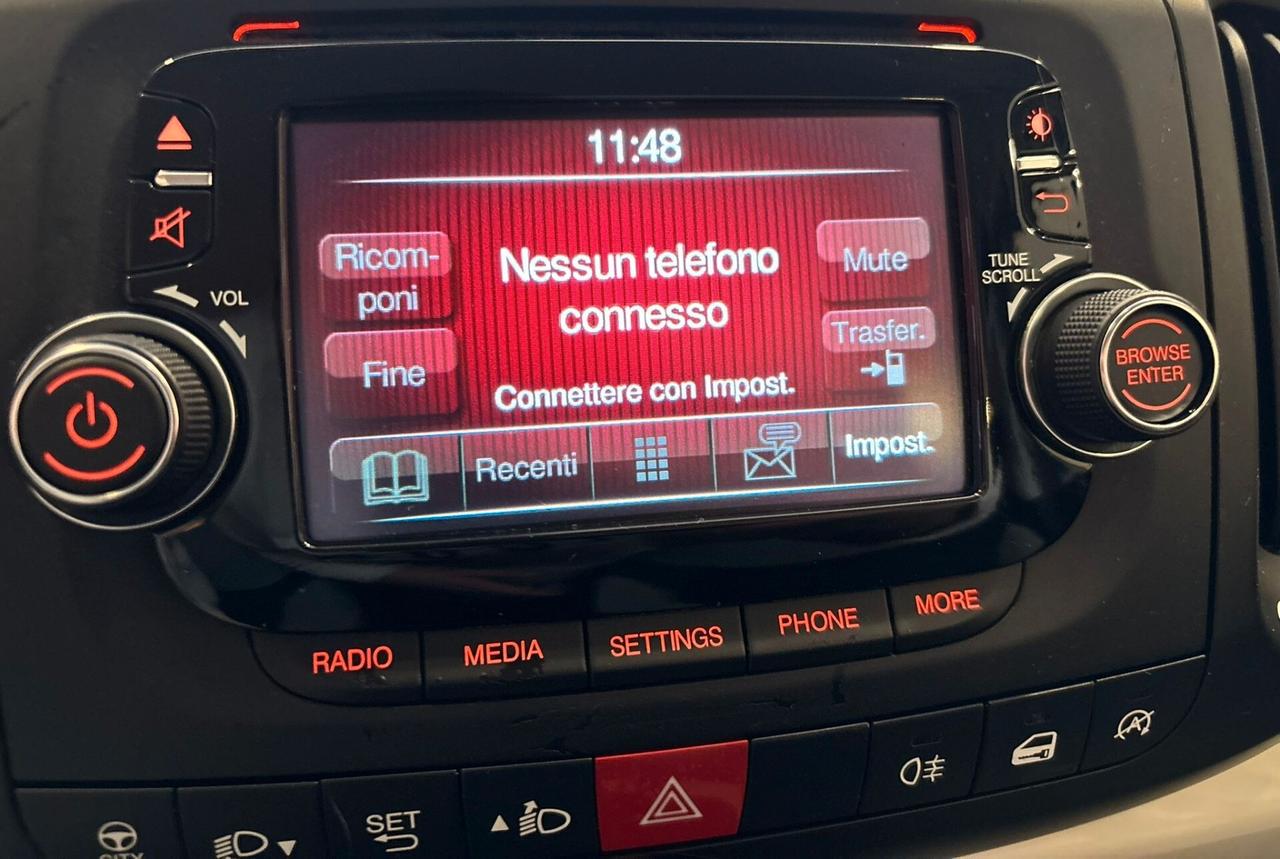 11:48
Ricom-
poni
Nessun telefono
connesso
Mute
Fine
Trasfer.
Connettere con Impost.
Recenti
Impost.
VOL
TUNE
SCROLL
BROWSE
ENTER
RADIO
MEDIA
SETTINGS
PHONE
MORE
SET
CITY